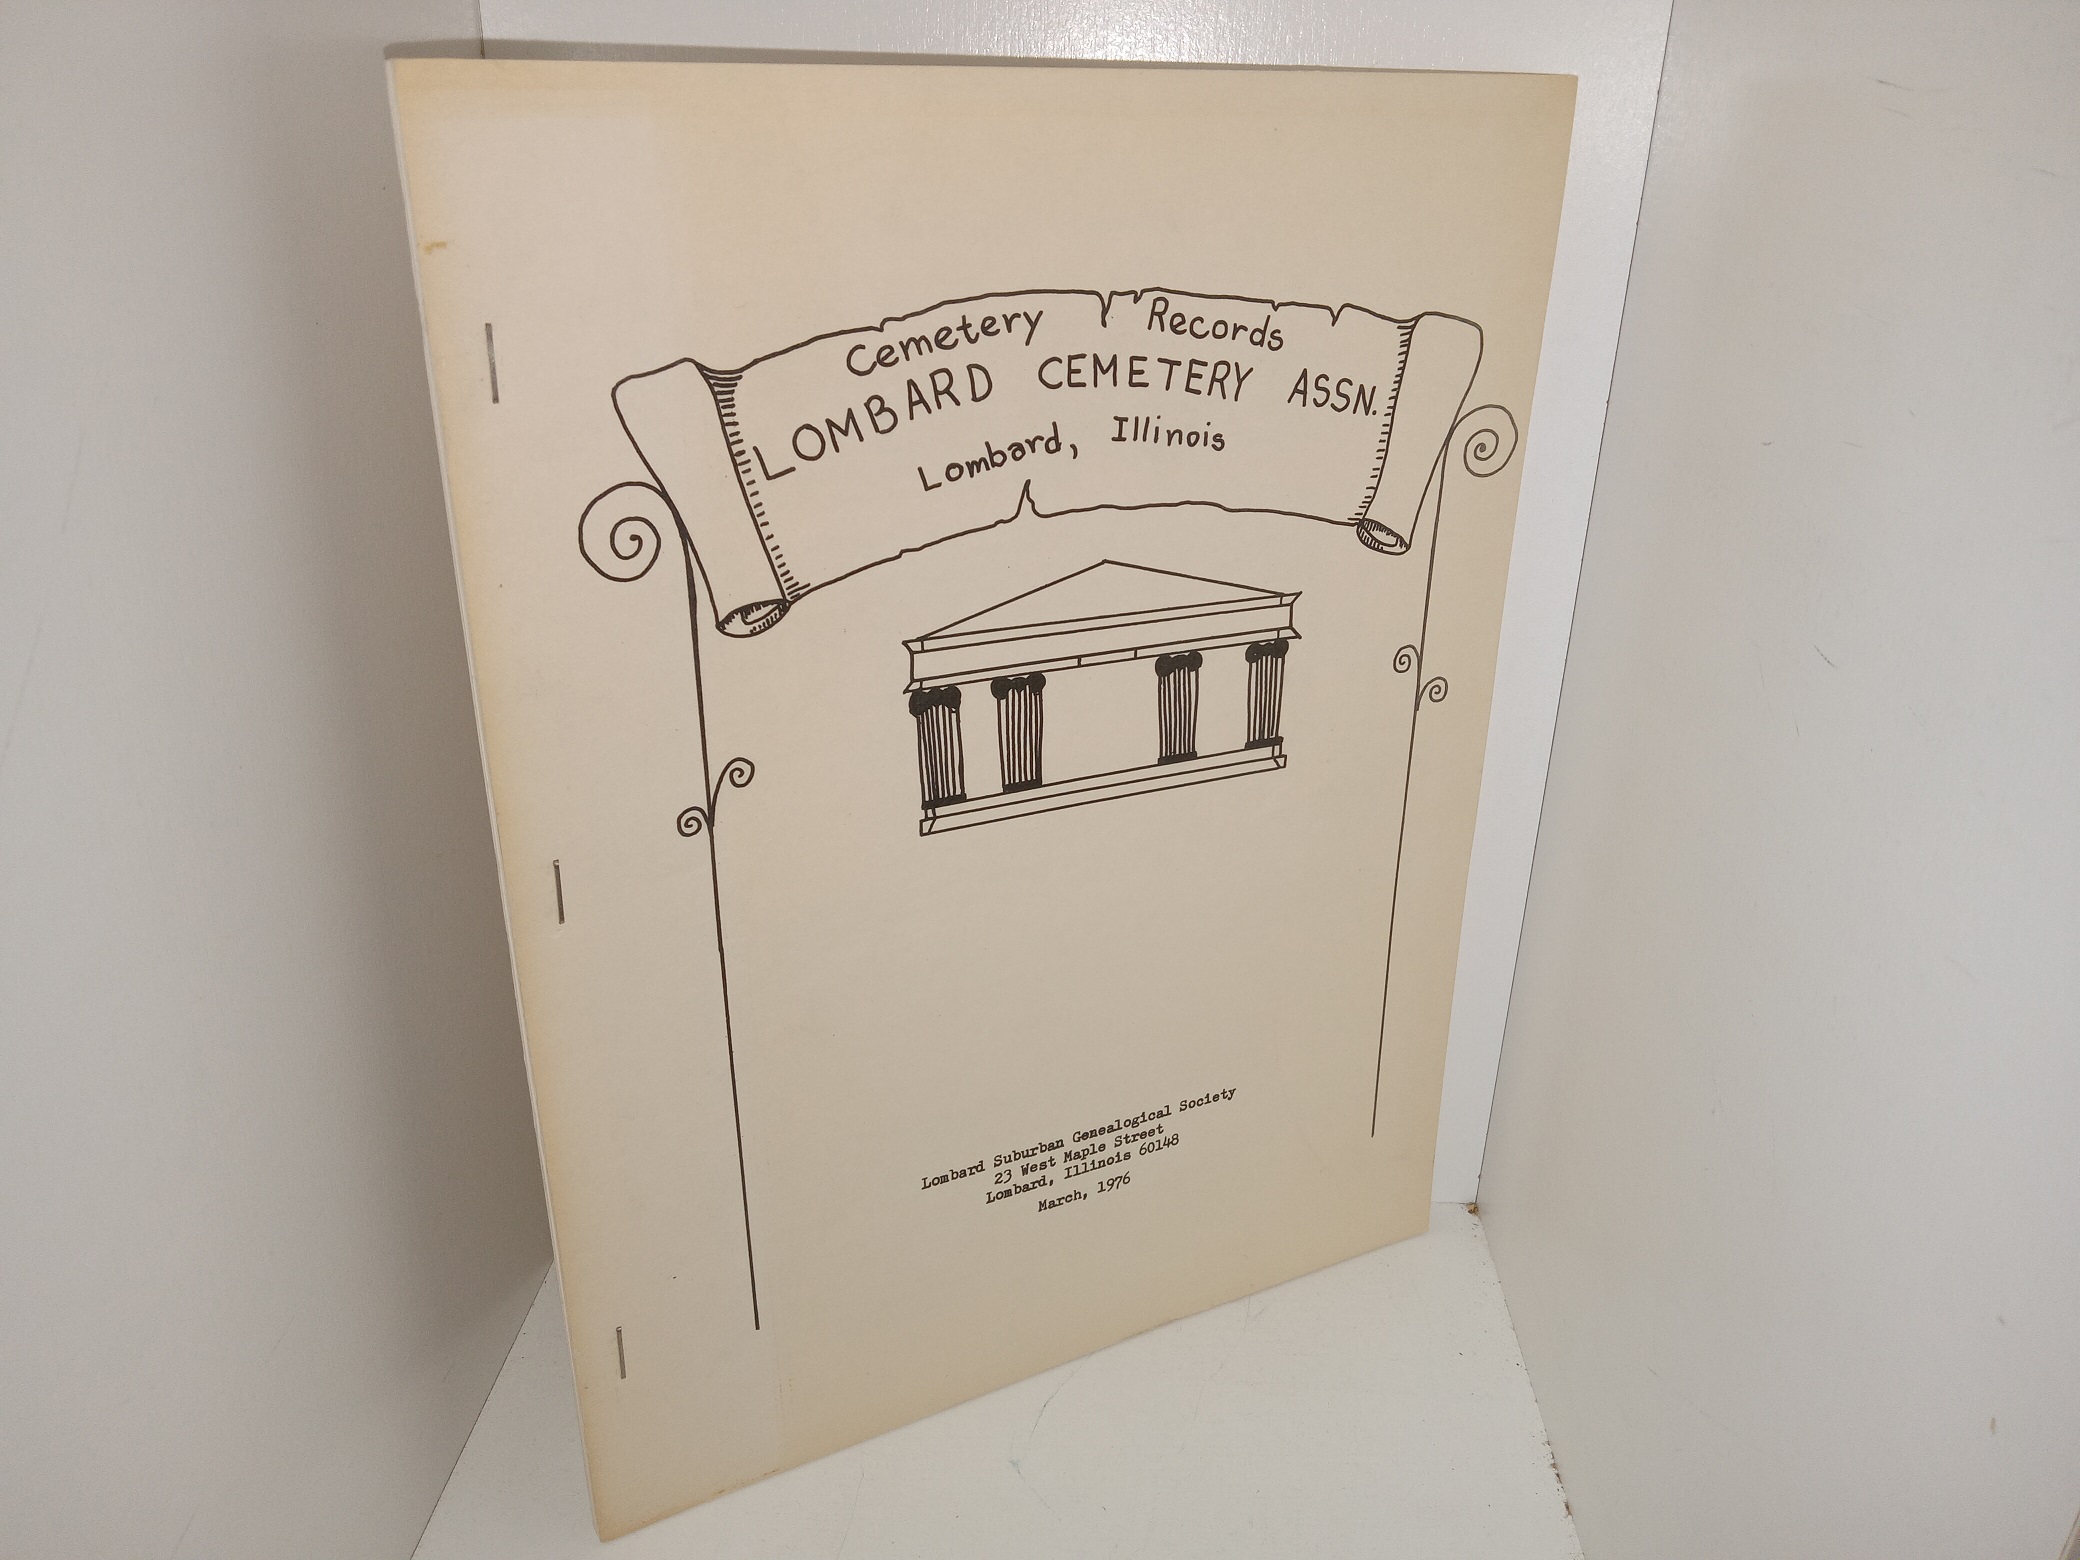 Cemetery Records
LOMBARD CEMETERY ASSN.
Lombard, Illinois
Lombard Suburban Genealogical Society
23 West Maple Street
Lombard, Illinois 60148
March, 1976